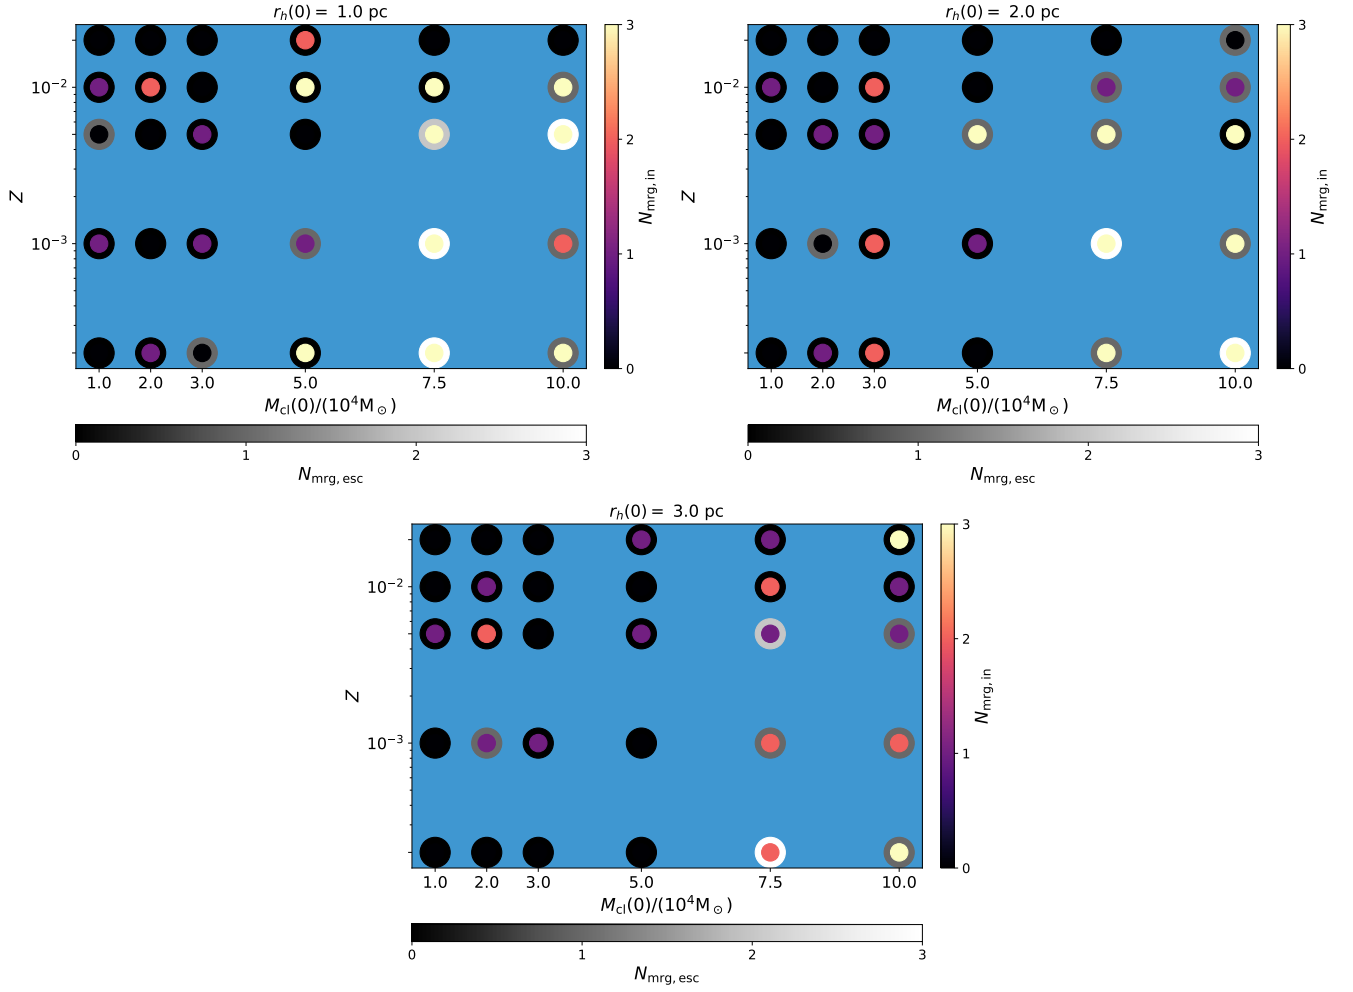 r_h(0) = 1.0 pc
10^{-2}
10^{-3}
Z
1.0 2.0 3.0 5.0 7.5 10.0
M_cl(0)/(10^4 M_⊙)
3
2
1
0
N_mrg, in
0 1 2 3
N_mrg, esc
r_h(0) = 2.0 pc
10^{-2}
10^{-3}
Z
1.0 2.0 3.0 5.0 7.5 10.0
M_cl(0)/(10^4 M_⊙)
3
2
1
0
N_mrg, in
0 1 2 3
N_mrg, esc
r_h(0) = 3.0 pc
10^{-2}
10^{-3}
Z
1.0 2.0 3.0 5.0 7.5 10.0
M_cl(0)/(10^4 M_⊙)
3
2
1
0
N_mrg, in
0 1 2 3
N_mrg, esc